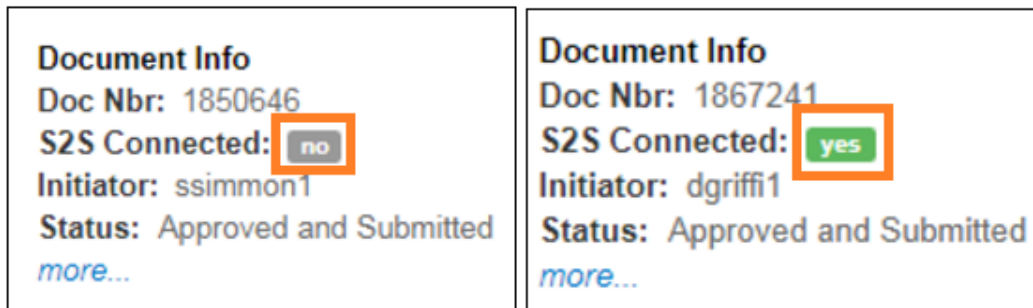 Document Info
Doc Nbr: 1850646
S2S Connected: no
Initiator: ssimmon1
Status: Approved and Submitted
more...
Document Info
Doc Nbr: 1867241
S2S Connected: yes
Initiator: dgriffi1
Status: Approved and Submitted
more...